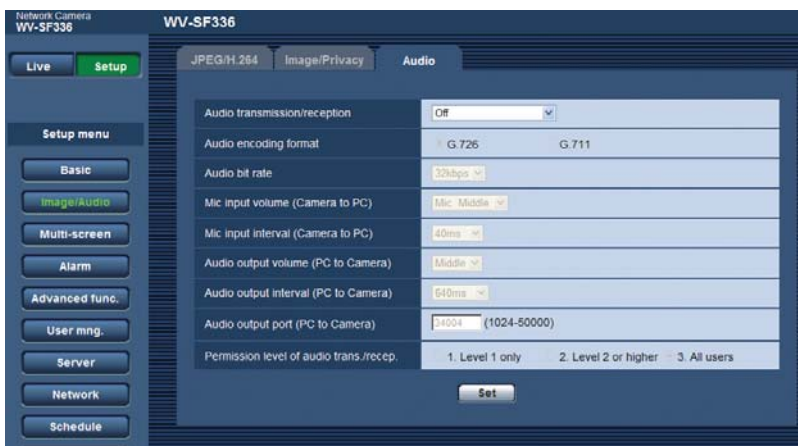 Network Camera
WV-SF336
WV-SF336
Live
Setup
JPEG/H.264
Image/Privacy
Audio
Setup menu
Basic
Image/Audio
Multi-screen
Alarm
Advanced func.
User mng.
Server
Network
Schedule
Audio transmission/reception Off
Audio encoding format G.726 G.711
Audio bit rate 32kbps
Mic input volume (Camera to PC) Mic Middle
Mic input interval (Camera to PC) 40ms
Audio output volume (PC to Camera) Middle
Audio output interval (PC to Camera) 640ms
Audio output port (PC to Camera) 34004 (1024-50000)
Permission level of audio trans./recep. 1. Level 1 only 2. Level 2 or higher 3. All users
Set